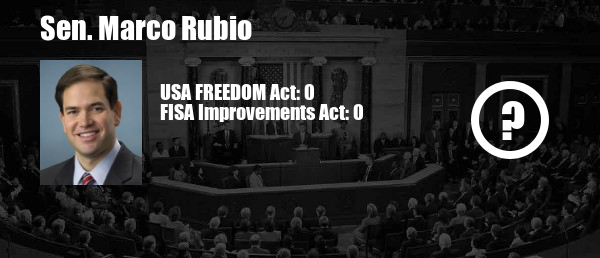 Sen. Marco Rubio
USA FREEDOM Act: 0
FISA Improvements Act: 0
?